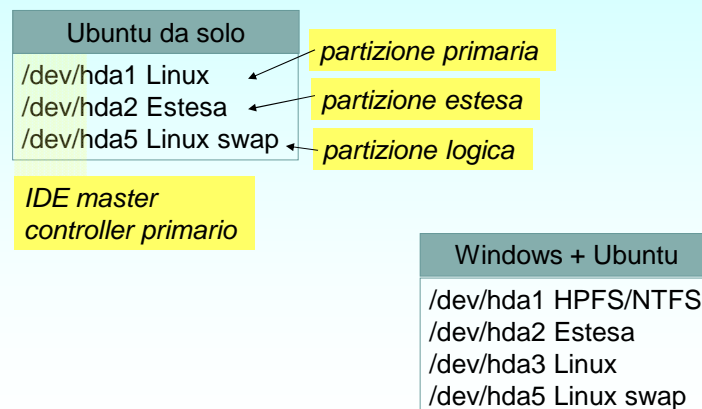 Ubuntu da solo
/dev/hda1 Linux
/dev/hda2 Estesa
/dev/hda5 Linux swap
partizione primaria
partizione estesa
partizione logica
IDE master
controller primario
Windows + Ubuntu
/dev/hda1 HPFS/NTFS
/dev/hda2 Estesa
/dev/hda3 Linux
/dev/hda5 Linux swap